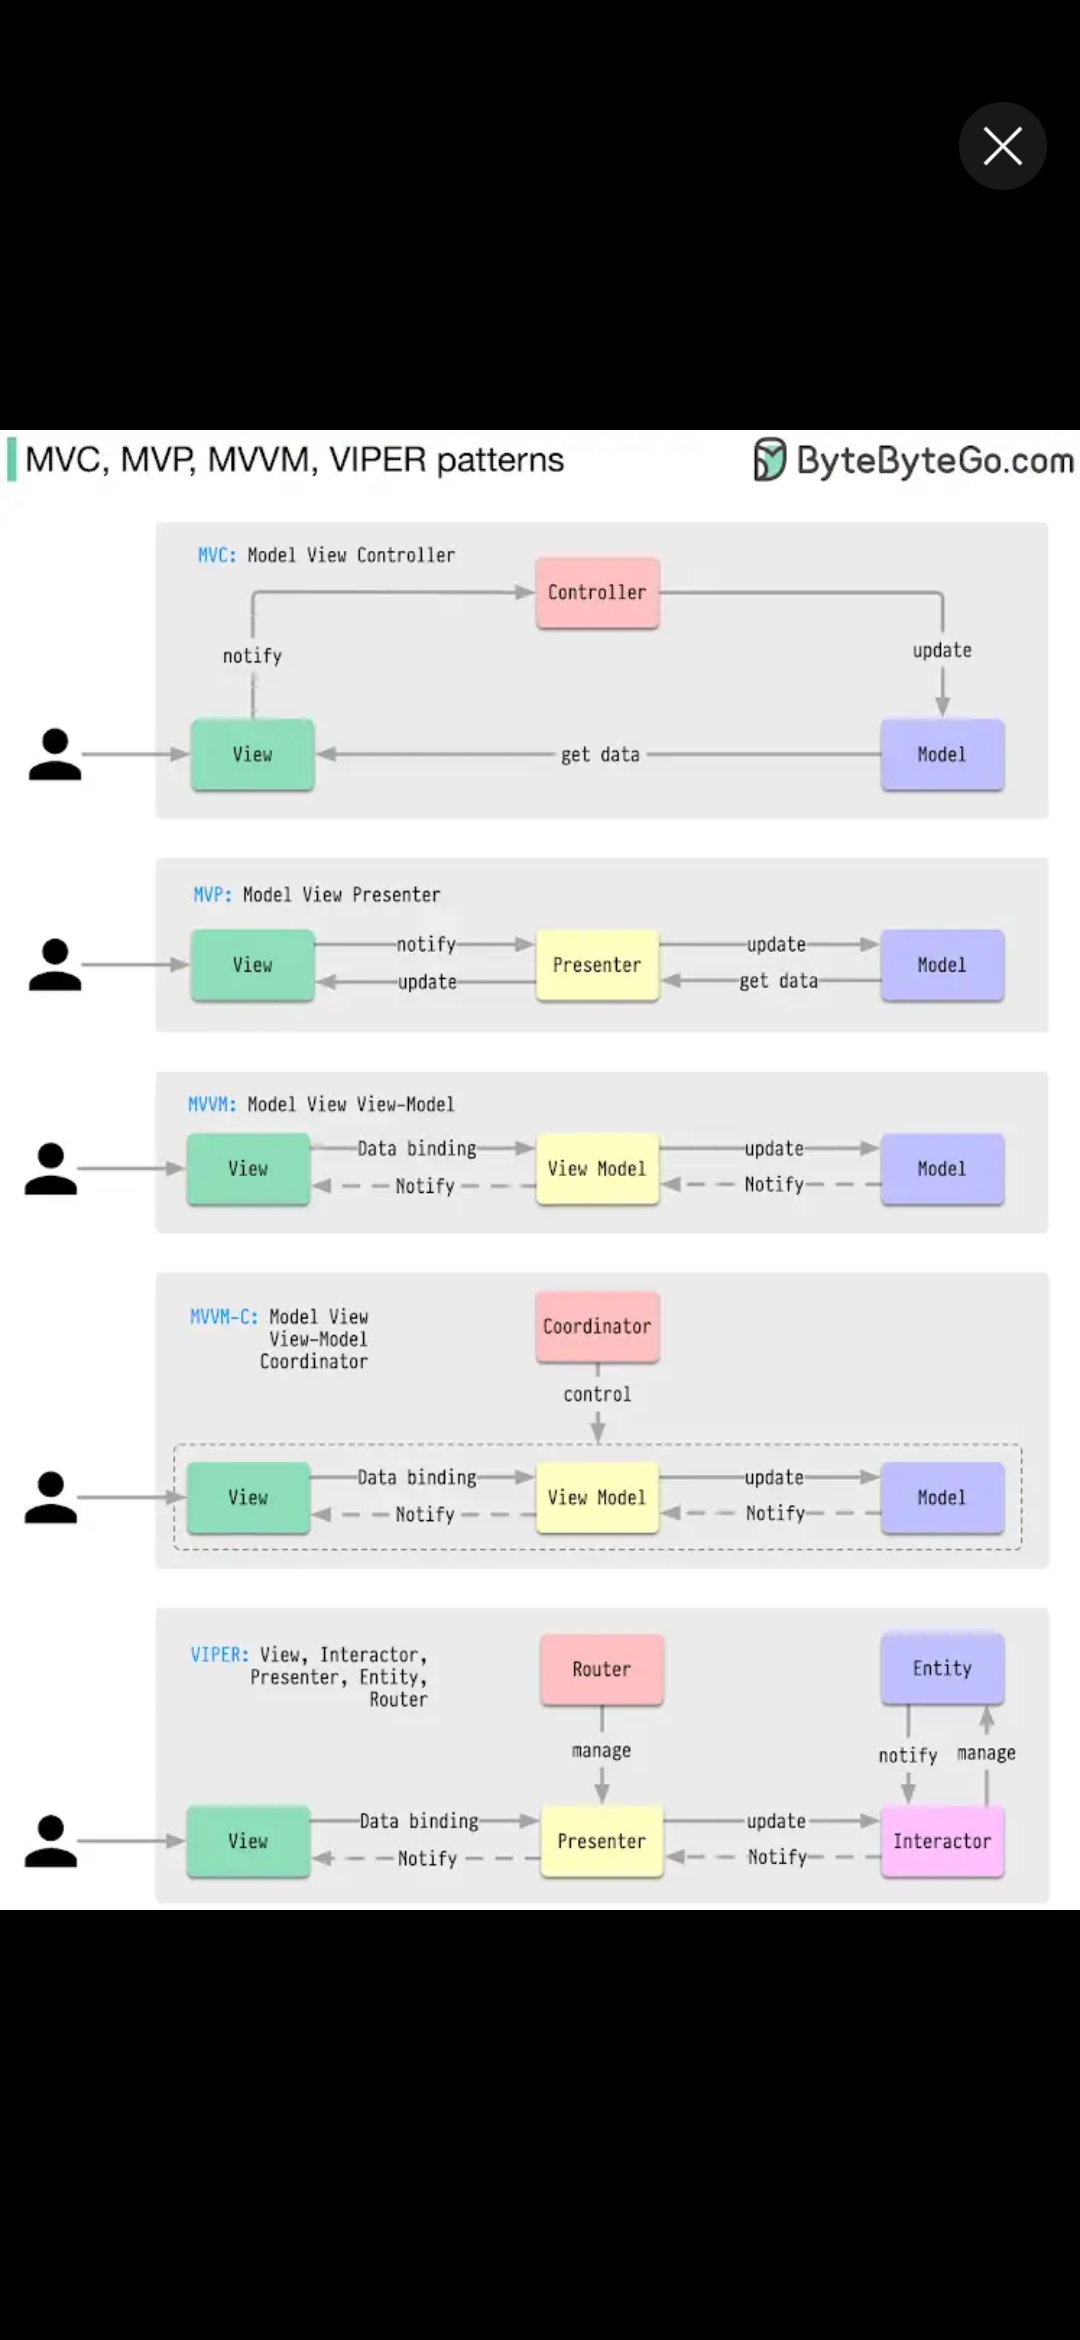 MVC, MVP, MVVM, VIPER patterns
ByteByteGo.com
MVC: Model View Controller
Controller
notify
update
View
get data
Model
MVP: Model View Presenter
View
notify
update
Presenter
update
get data
Model
MVVM: Model View View-Model
View
Data binding
Notify
View Model
update
Notify
Model
MVVM-C: Model View
View-Model
Coordinator
Coordinator
control
View
Data binding
Notify
View Model
update
Notify
Model
VIPER: View, Interactor,
Presenter, Entity,
Router
Router
Entity
manage
notify
manage
View
Data binding
Notify
Presenter
update
Notify
Interactor